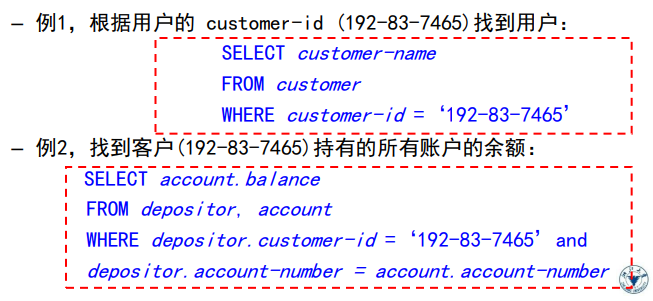 – 例1，根据用户的 customer-id (192-83-7465)找到用户：
SELECT customer-name
FROM customer
WHERE customer-id = ‘192-83-7465’
– 例2，找到客户(192-83-7465)持有的所有账户的余额：
SELECT account.balance
FROM depositor, account
WHERE depositor.customer-id = ‘192-83-7465’ and
depositor.account-number = account.account-number